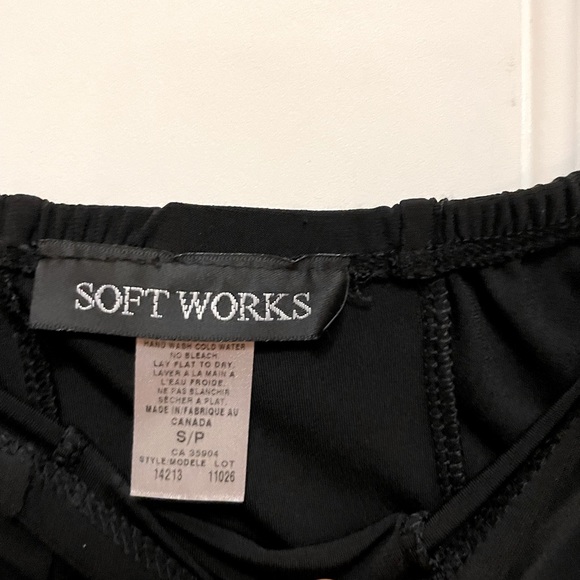 SOFT WORKS
HAND WASH COLD WATER
NO BLEACH.
LAY FLAT TO DRY.
LAVER A LA MAIN A
L'EAU FROIDE.
NE PAS BLANCHIR
SÉCHER A PLAT.
MADE IN/FABRIQUE AU
CANADA
S/P
CA 35904
STYLE/MODELE LOT
14213 11026